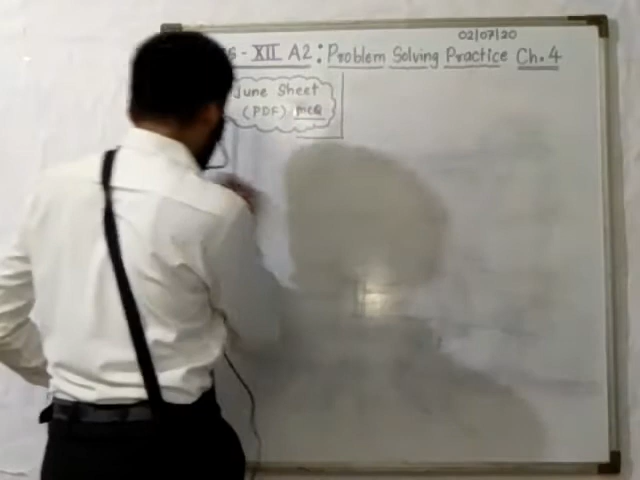 02/07/20
- XII A2 : Problem Solving Practice Ch. 4
June Sheet
(PDF) MCQ